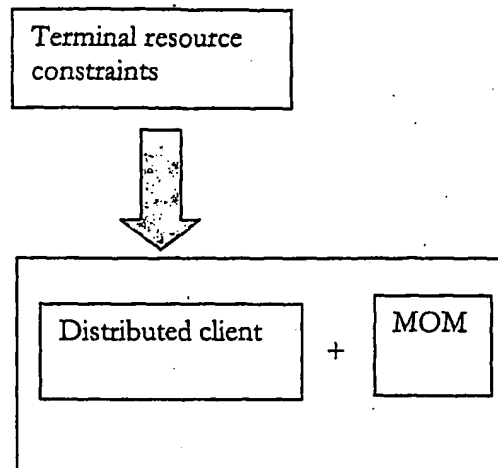 Terminal resource
constraints
Distributed client + MOM